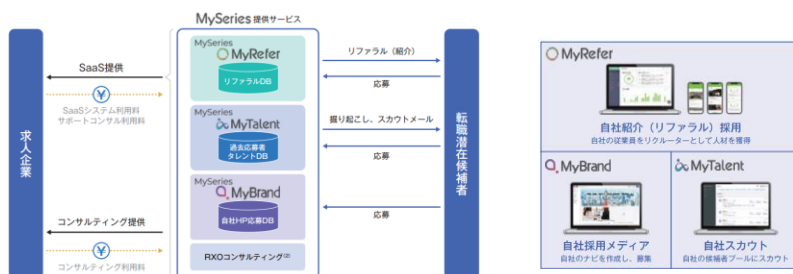 MySeries 提供サービス
求人企業
SaaS提供
SaaSシステム利用料
サポートコンサル利用料
コンサルティング提供
コンサルティング利用料
MySeries
MyRefer
リファラルDB
MySeries
MyTalent
過去応募者
タレントDB
MySeries
MyBrand
自社HP応募DB
RXOコンサルティング(2)
リファラル（紹介）
応募
掘り起こし、スカウトメール
応募
応募
転職潜在候補者
MyRefer
自社紹介（リファラル）採用
自社の従業員をリクルーターとして人材を獲得
MyBrand
自社採用メディア
自社のナビを作成し、募集
MyTalent
自社スカウト
自社の候補者プールにスカウト